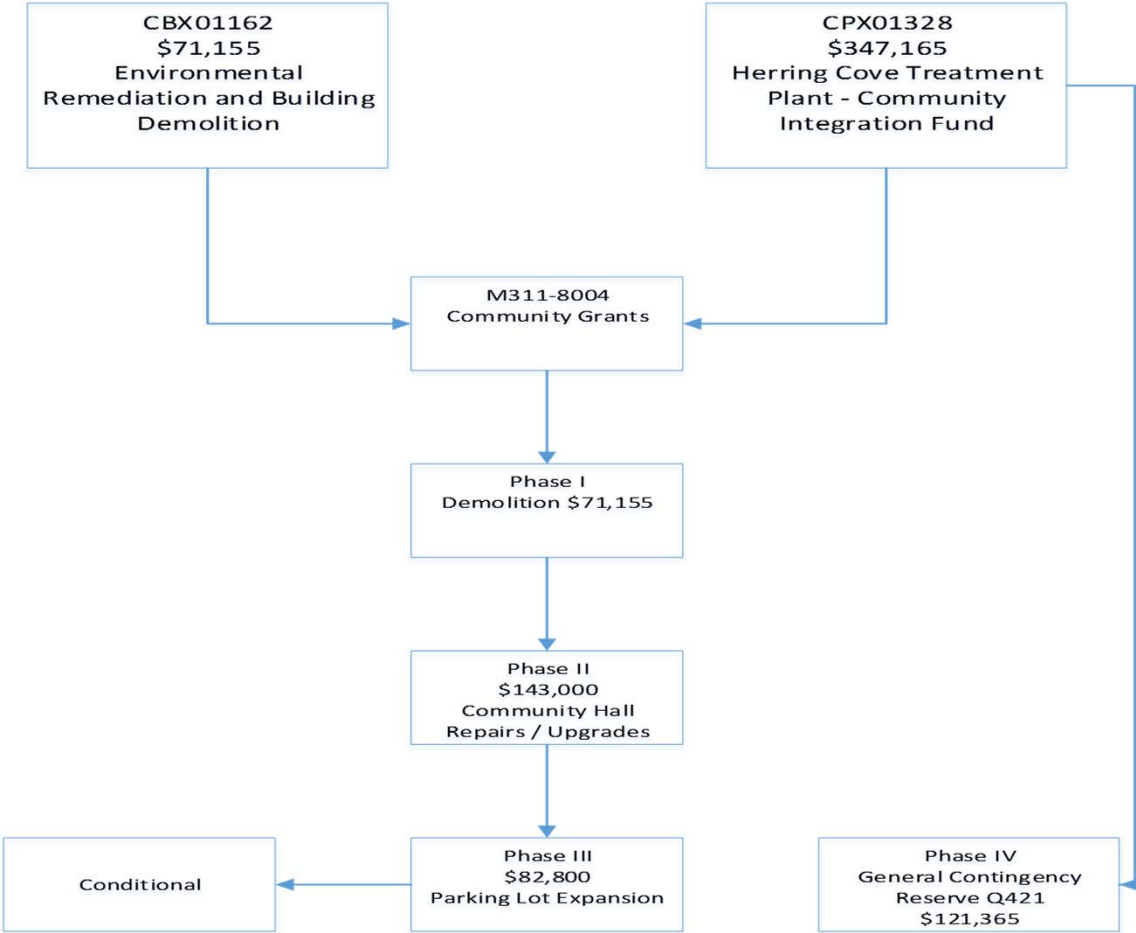 CBX01162
$71,155
Environmental
Remediation and Building
Demolition
CPX01328
$347,165
Herring Cove Treatment
Plant - Community
Integration Fund
M311-8004
Community Grants
Phase I
Demolition $71,155
Phase II
$143,000
Community Hall
Repairs / Upgrades
Conditional
Phase III
$82,800
Parking Lot Expansion
Phase IV
General Contingency
Reserve Q421
$121,365